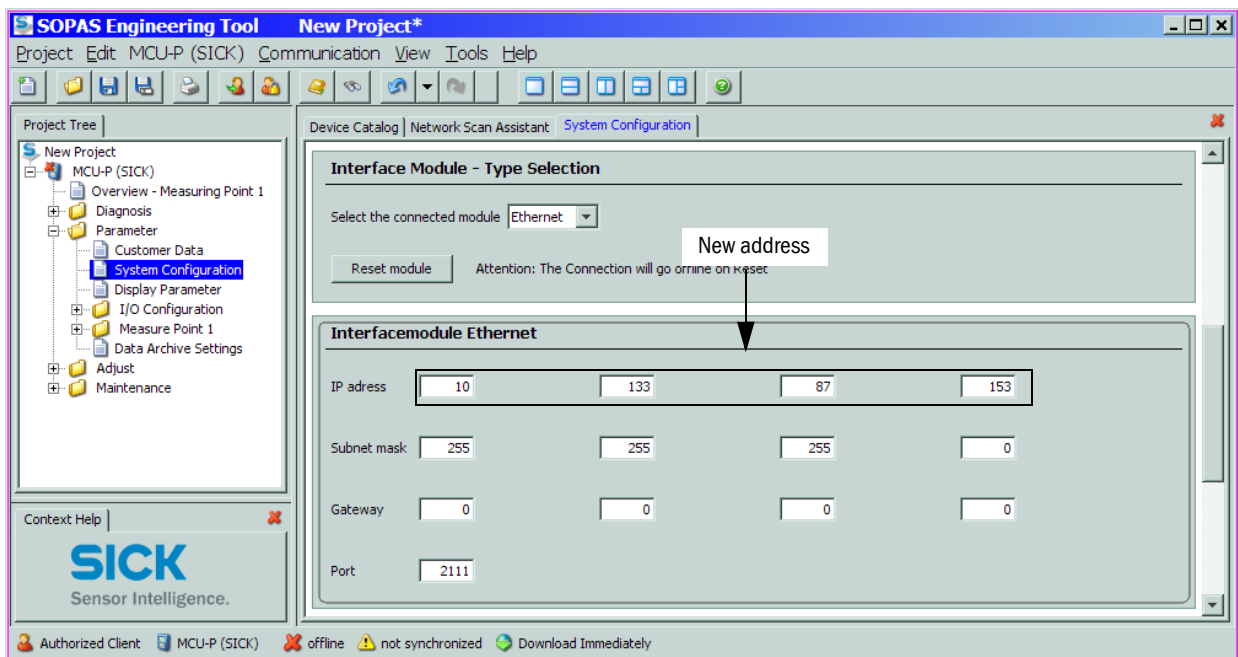 SOPAS Engineering Tool New Project*
Project Edit MCU-P (SICK) Communication View Tools Help
Project Tree
New Project
MCU-P (SICK)
Overview - Measuring Point 1
Diagnosis
Parameter
Customer Data
System Configuration
Display Parameter
I/O Configuration
Measure Point 1
Data Archive Settings
Adjust
Maintenance
Context Help
SICK
Sensor Intelligence.
Device Catalog Network Scan Assistant System Configuration
Interface Module - Type Selection
Select the connected module Ethernet
New address
Reset module Attention: The Connection will go offline on Reset
Interfacemodule Ethernet
IP adress 10 133 87 153
Subnet mask 255 255 255 0
Gateway 0 0 0 0
Port 2111
Authorized Client MCU-P (SICK) offline not synchronized Download Immediately